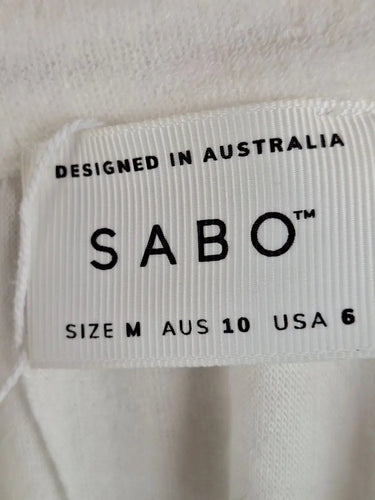 DESIGNED IN AUSTRALIA
SABO™
SIZE M AUS 10 USA 6